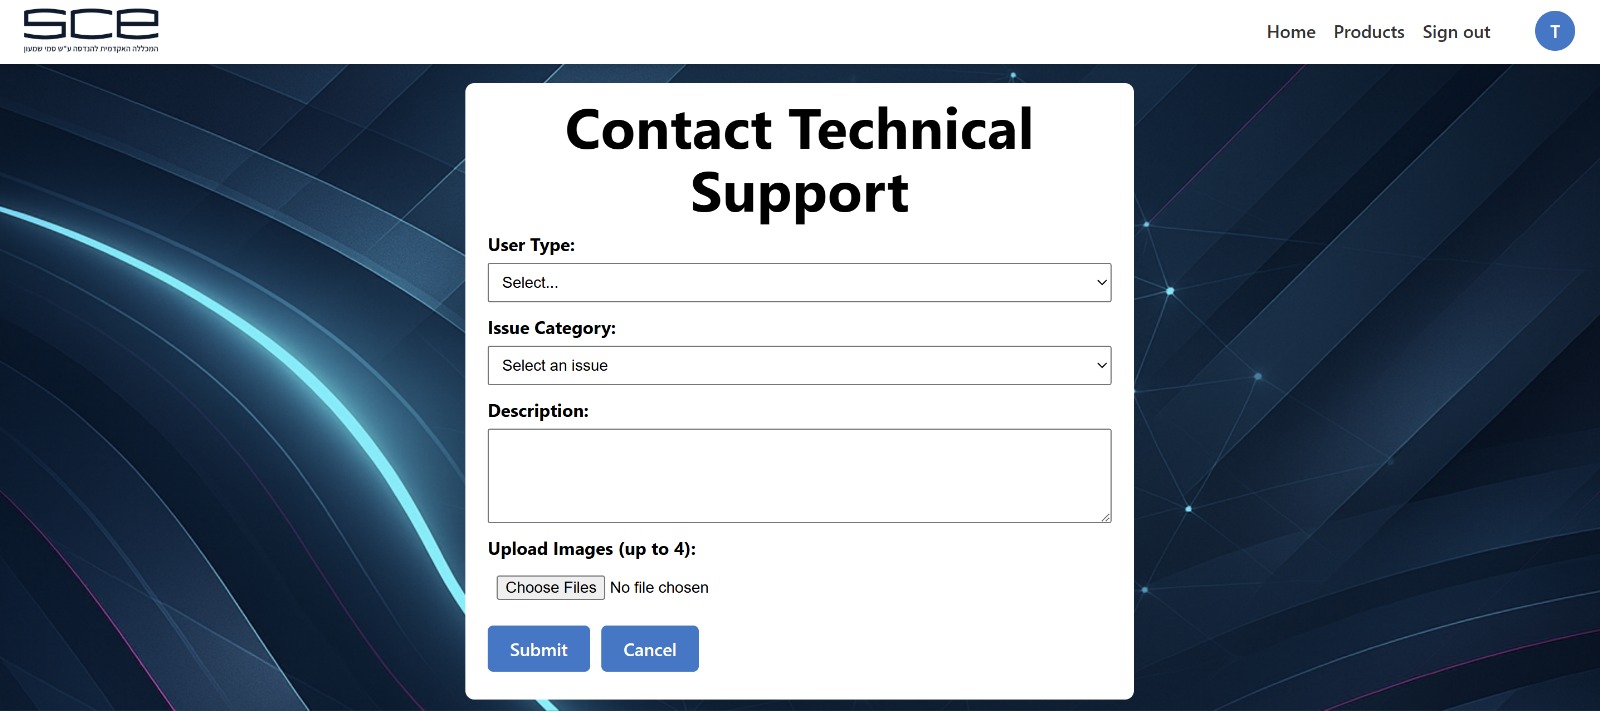 sce
המכללה האקדמית להנדסה ע"ש סמי שמעון
Home Products Sign out T
Contact Technical
Support
User Type:
Select...
Issue Category:
Select an issue
Description:
Upload Images (up to 4):
Choose Files No file chosen
Submit Cancel